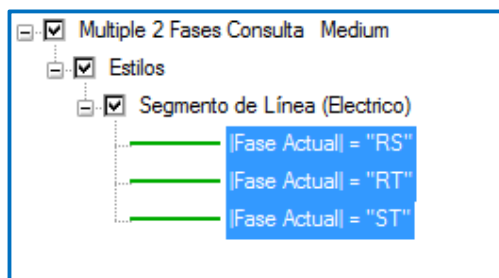 Multiple 2 Fases Consulta Medium
Estilos
Segmento de Línea (Electrico)
|Fase Actual| = "RS"
|Fase Actual| = "RT"
|Fase Actual| = "ST"